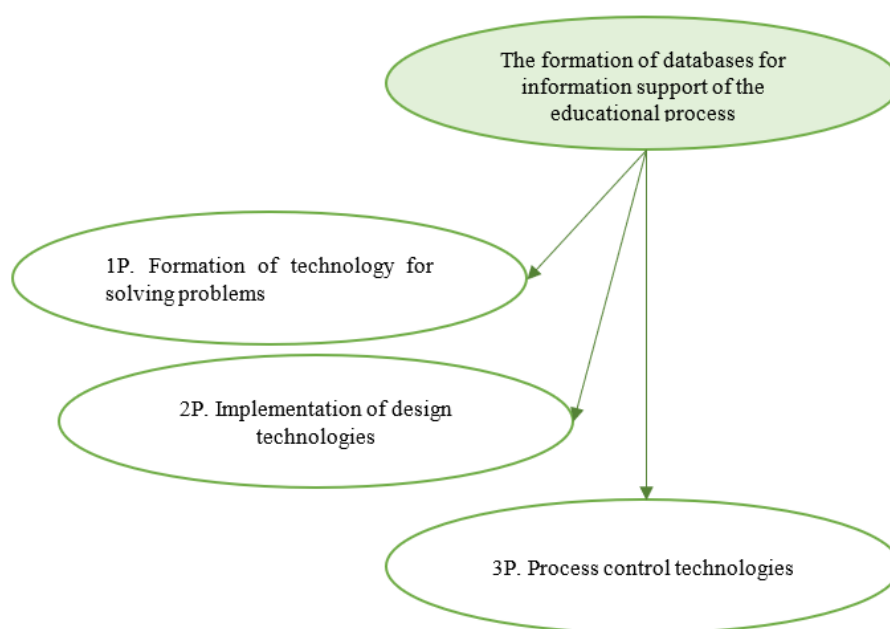 The formation of databases for
information support of the
educational process
1P. Formation of technology for
solving problems
2P. Implementation of design
technologies
3P. Process control technologies